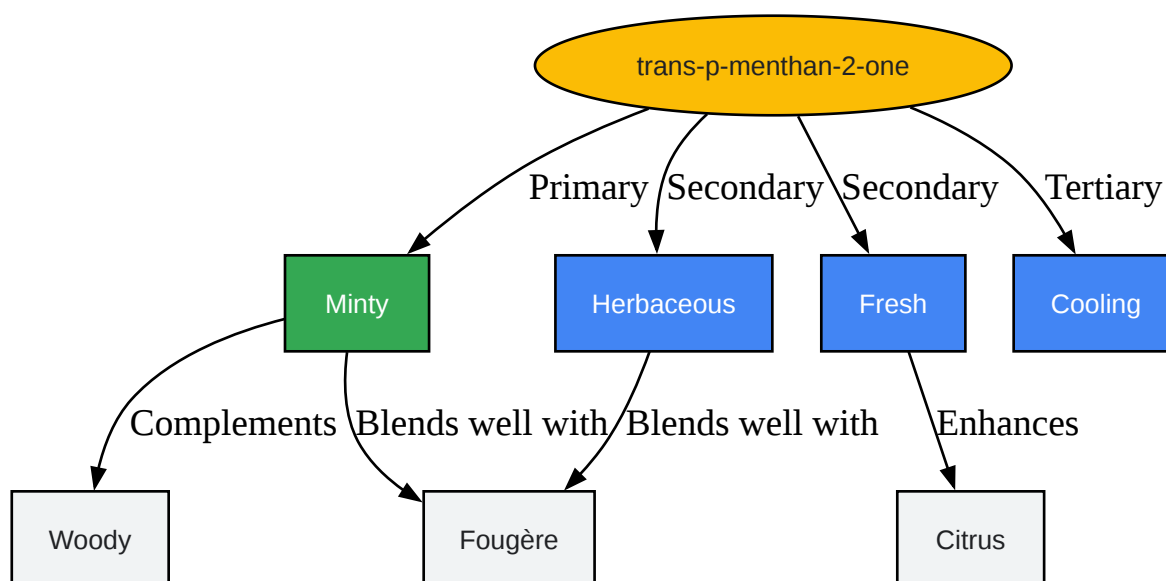 trans-p-menthan-2-one
Primary
Secondary
Secondary
Tertiary
Minty
Herbaceous
Fresh
Cooling
Complements
Blends well with
Blends well with
Enhances
Woody
Fougère
Citrus